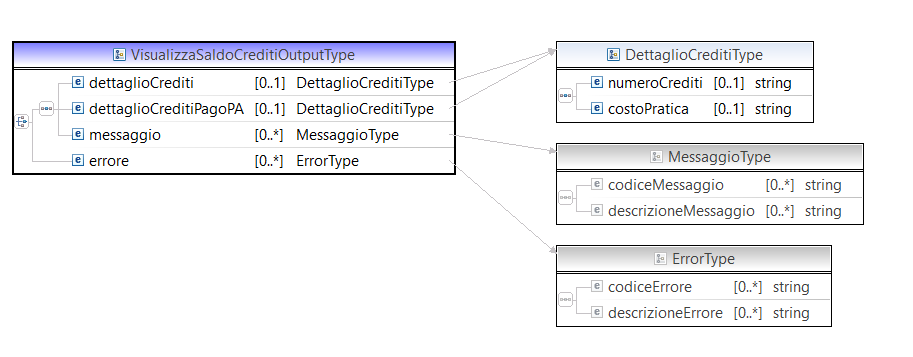 VisualizzaSaldoCreditiOutputType
dettaglioCrediti [0..1] DettaglioCreditiType
dettaglioCreditiPagoPA [0..1] DettaglioCreditiType
messaggio [0..*] MessaggioType
errore [0..*] ErrorType
DettaglioCreditiType
numeroCrediti [0..1] string
costoPratica [0..1] string
MessaggioType
codiceMessaggio [0..*] string
descrizioneMessaggio [0..*] string
ErrorType
codiceErrore [0..*] string
descrizioneErrore [0..*] string